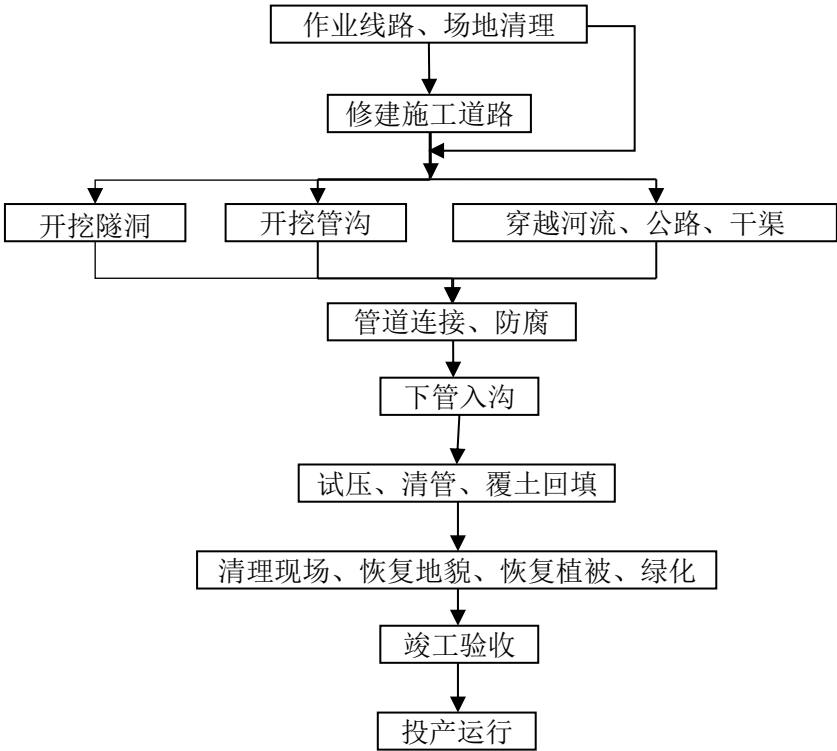 作业线路、场地清理
修建施工道路
开挖隧洞
开挖管沟
穿越河流、公路、干渠
管道连接、防腐
下管入沟
试压、清管、覆土回填
清理现场、恢复地貌、恢复植被、绿化
竣工验收
投产运行